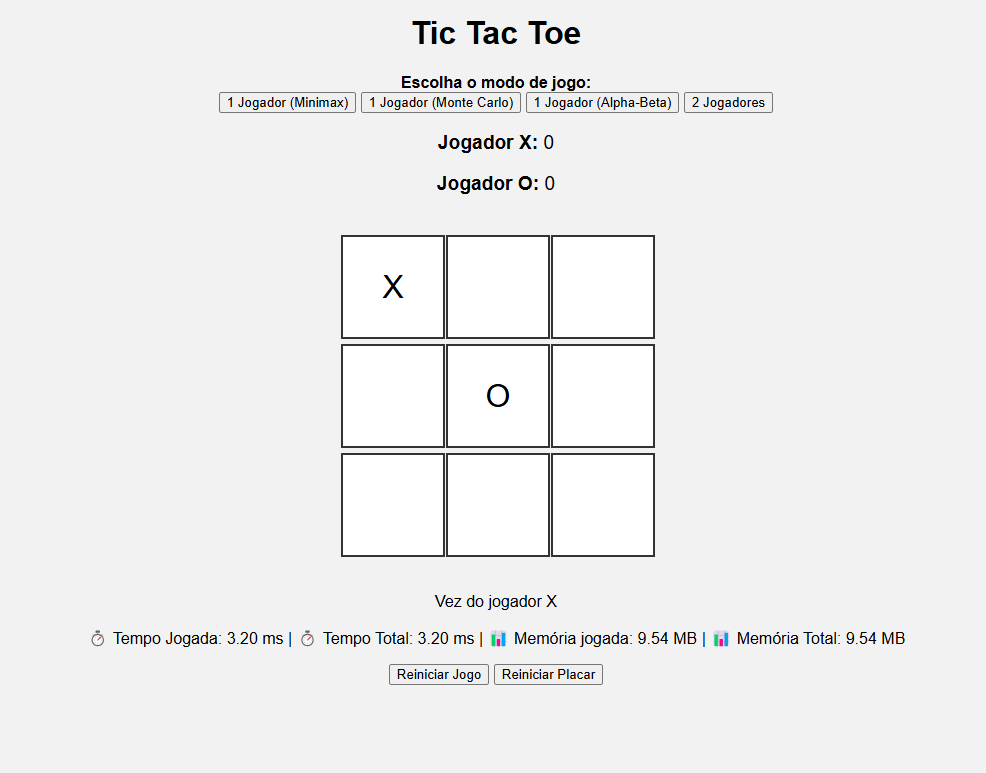 Tic Tac Toe
Escolha o modo de jogo:
1 Jogador (Minimax) 1 Jogador (Monte Carlo) 1 Jogador (Alpha-Beta) 2 Jogadores
Jogador X: 0
Jogador O: 0
X
O
Vez do jogador X
Tempo Jogada: 3.20 ms | Tempo Total: 3.20 ms | Memória jogada: 9.54 MB | Memória Total: 9.54 MB
Reiniciar Jogo Reiniciar Placar